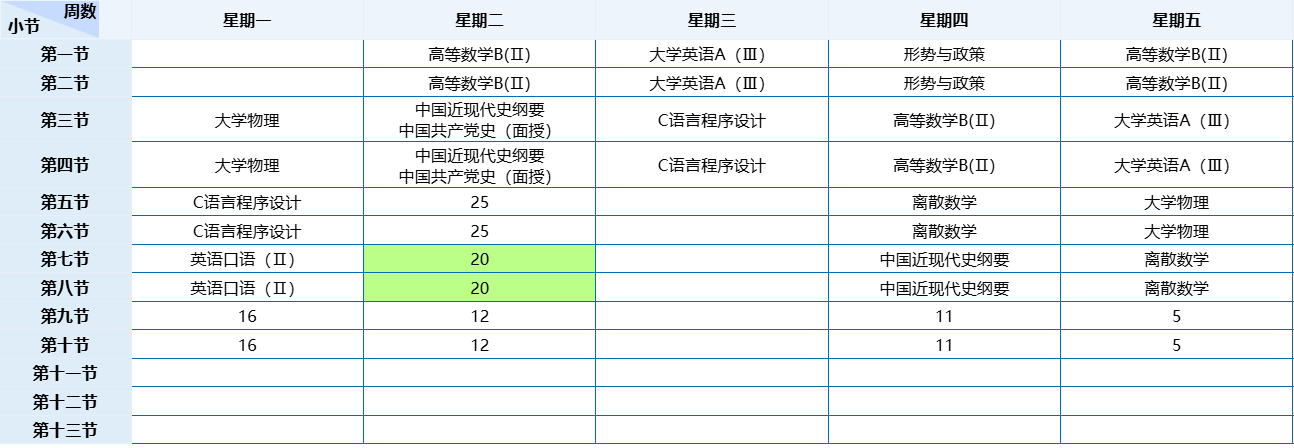 周数
小节 星期一 星期二 星期三 星期四 星期五
第一节 高等数学B(Ⅱ) 大学英语A（Ⅲ） 形势与政策 高等数学B(Ⅱ)
第二节 高等数学B(Ⅱ) 大学英语A（Ⅲ） 形势与政策 高等数学B(Ⅱ)
第三节 大学物理 中国近现代史纲要 C语言程序设计 高等数学B(Ⅱ) 大学英语A（Ⅲ）
中国共产党史（面授）
第四节 大学物理 中国近现代史纲要 C语言程序设计 高等数学B(Ⅱ) 大学英语A（Ⅲ）
中国共产党史（面授）
第五节 C语言程序设计 25 离散数学 大学物理
第六节 C语言程序设计 25 离散数学 大学物理
第七节 英语口语（Ⅱ） 20 中国近现代史纲要 离散数学
第八节 英语口语（Ⅱ） 20 中国近现代史纲要 离散数学
第九节 16 12 11 5
第十节 16 12 11 5
第十一节
第十二节
第十三节